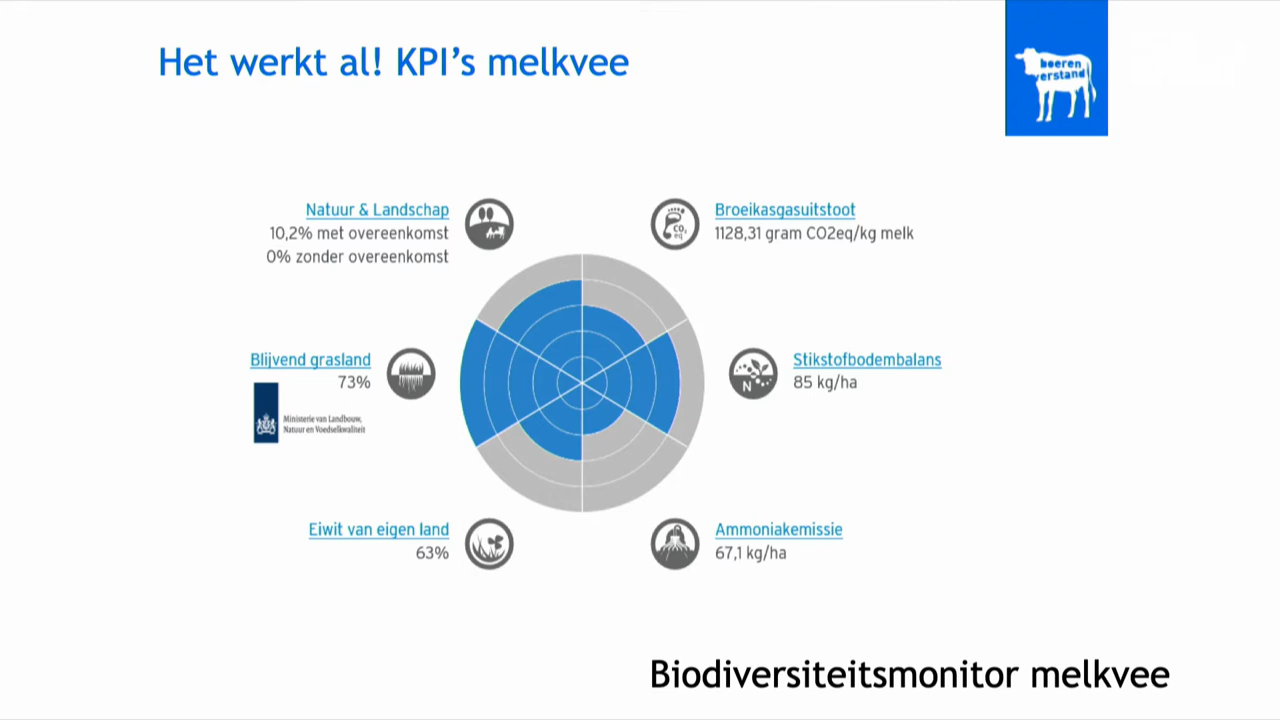 Het werkt al! KPI's melkvee
boeren
verstand
Natuur & Landschap
10,2% met overeenkomst
0% zonder overeenkomst
Broeikasgasuitstoot
1128,31 gram CO2eq/kg melk
CO₂
eq
Blijvend grasland
73%
Ministerie van Landbouw,
Natuur en Voedselkwaliteit
Stikstofbodembalans
85 kg/ha
N
Eiwit van eigen land
63%
Ammoniakemissie
67,1 kg/ha
Biodiversiteitsmonitor melkvee